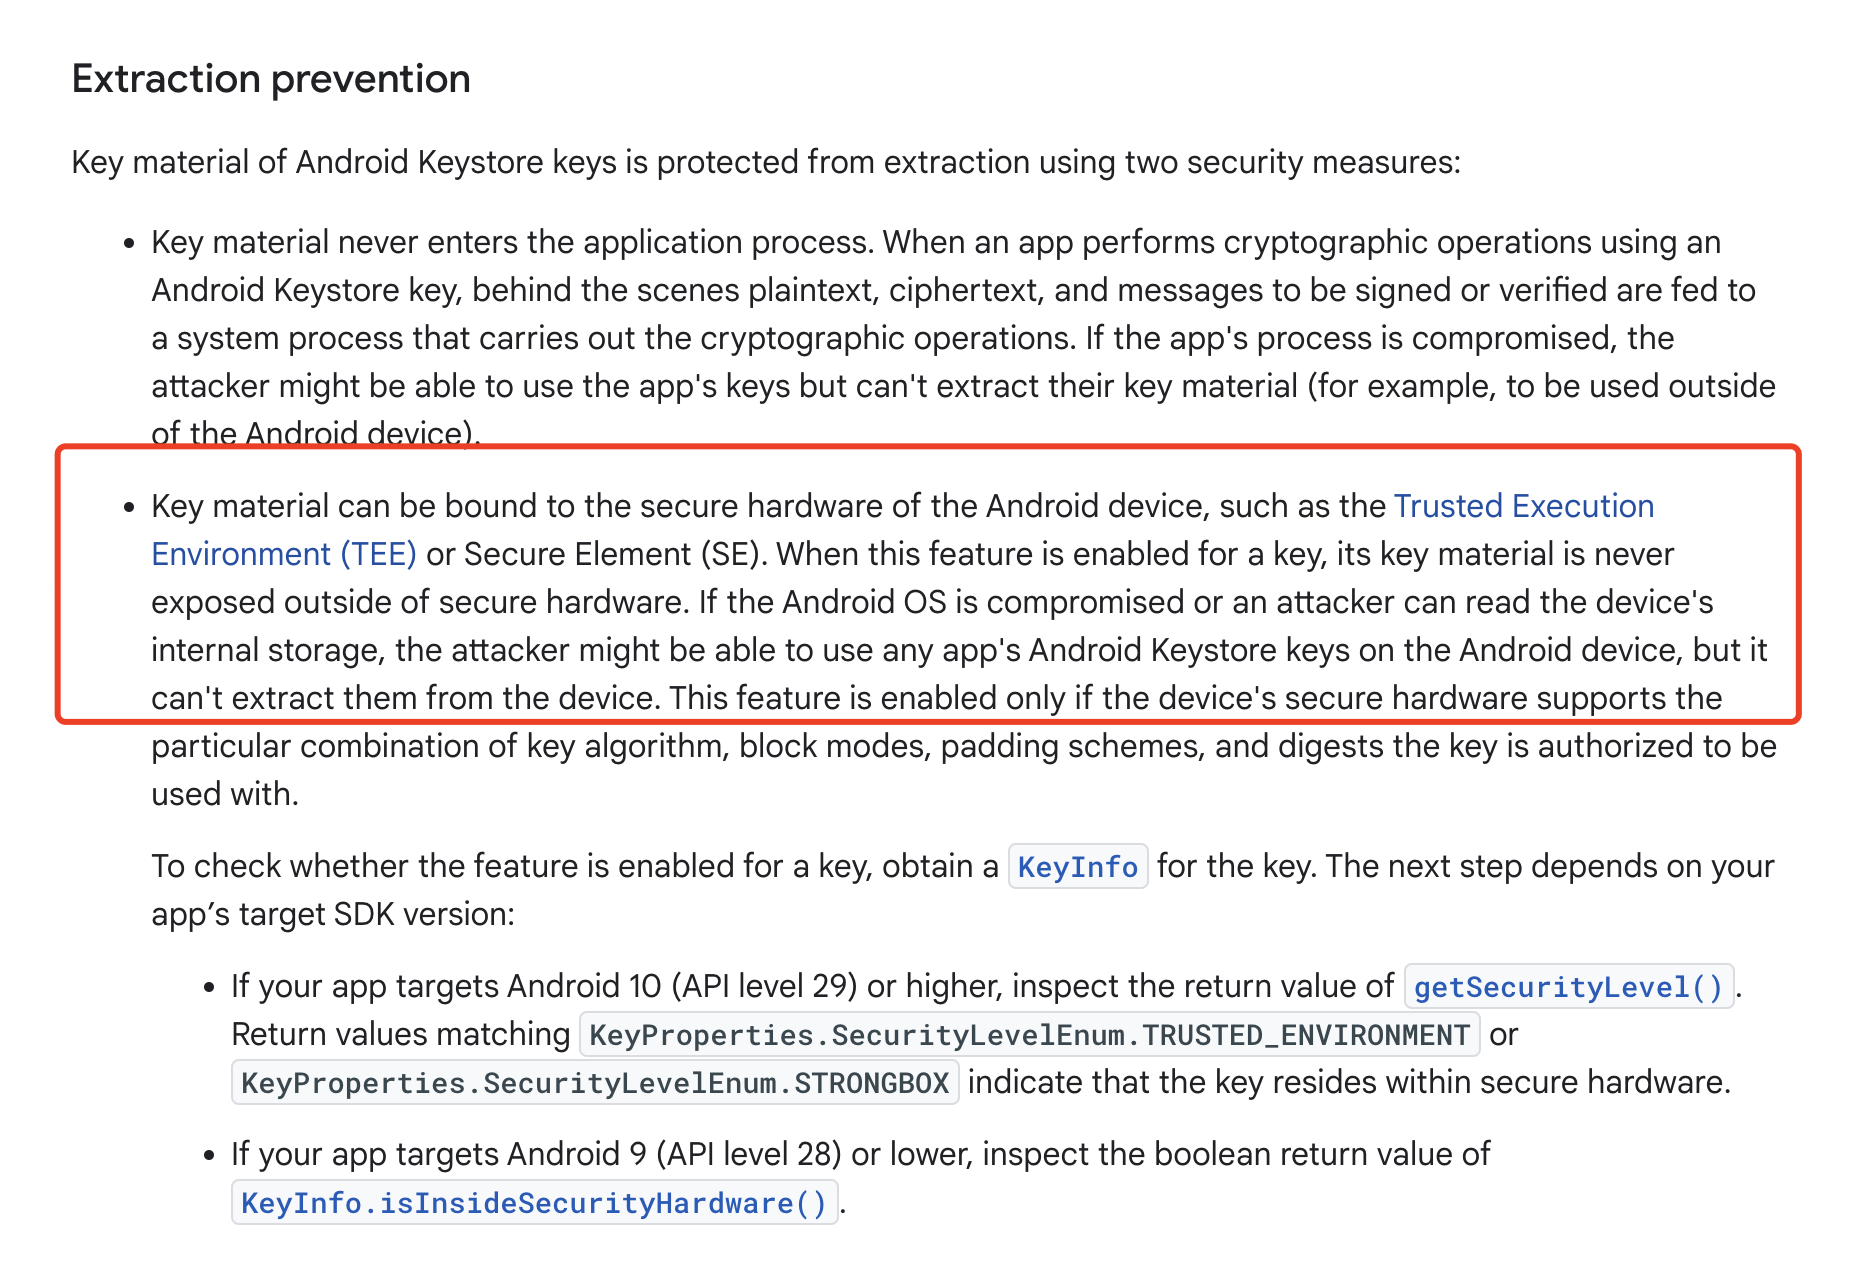 Extraction prevention
Key material of Android Keystore keys is protected from extraction using two security measures:
• Key material never enters the application process. When an app performs cryptographic operations using an
Android Keystore key, behind the scenes plaintext, ciphertext, and messages to be signed or verified are fed to
a system process that carries out the cryptographic operations. If the app's process is compromised, the
attacker might be able to use the app's keys but can't extract their key material (for example, to be used outside
of the Android device).
• Key material can be bound to the secure hardware of the Android device, such as the Trusted Execution
Environment (TEE) or Secure Element (SE). When this feature is enabled for a key, its key material is never
exposed outside of secure hardware. If the Android OS is compromised or an attacker can read the device's
internal storage, the attacker might be able to use any app's Android Keystore keys on the Android device, but it
can't extract them from the device. This feature is enabled only if the device's secure hardware supports the
particular combination of key algorithm, block modes, padding schemes, and digests the key is authorized to be
used with.
To check whether the feature is enabled for a key, obtain a KeyInfo for the key. The next step depends on your
app’s target SDK version:
• If your app targets Android 10 (API level 29) or higher, inspect the return value of getSecurityLevel().
Return values matching KeyProperties.SecurityLevelEnum.TRUSTED_ENVIRONMENT or
KeyProperties.SecurityLevelEnum.STRONGBOX indicate that the key resides within secure hardware.
• If your app targets Android 9 (API level 28) or lower, inspect the boolean return value of
KeyInfo.isInsideSecurityHardware().